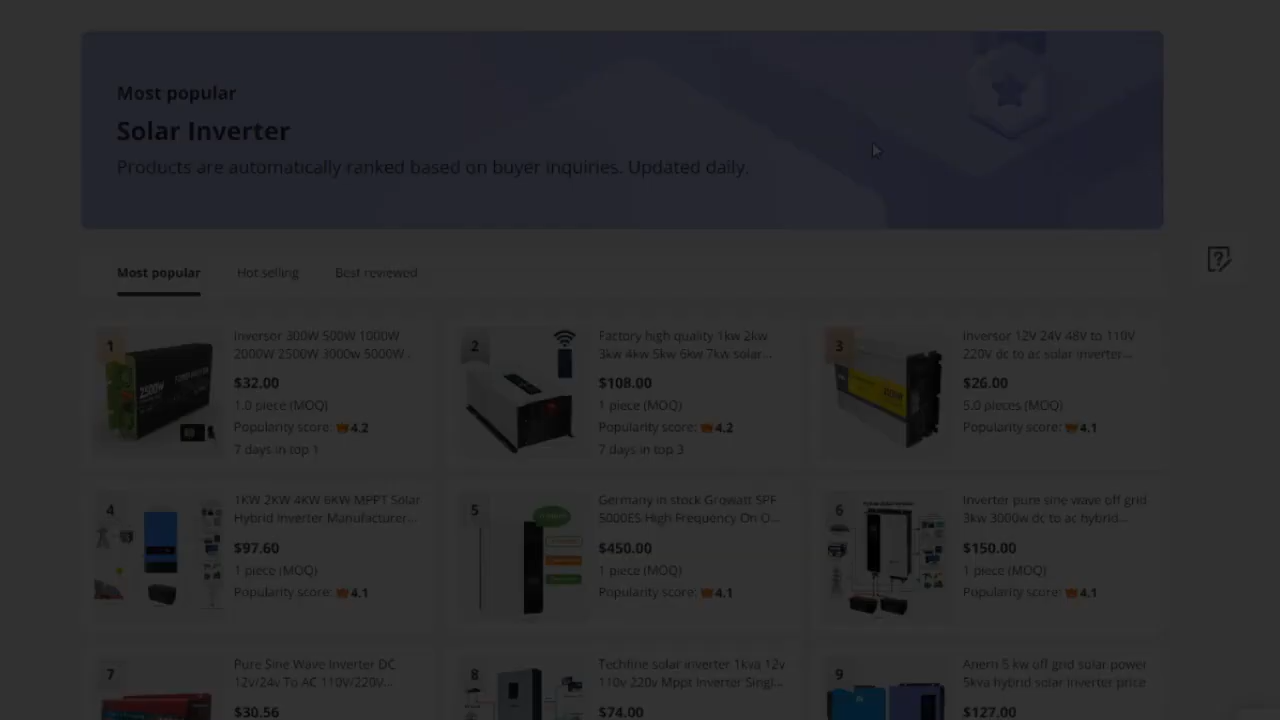 Most popular
Solar Inverter
Products are automatically ranked based on buyer inquiries. Updated daily.
Most popular
Hot selling
Best reviewed
1
Inversor 300W 500W 1000W
2000W 2500W 3000w 5000W..
$32.00
1.0 piece (MOQ)
Popularity score: 4.2
7 days in top 1
2500W
2
Factory high quality 1kw 2kw
3kw 4kw 5kw 6kw 7kw solar...
$108.00
1 piece (MOQ)
Popularity score: 4.2
7 days in top 3
3
Inversor 12V 24V 48V to 110V
220V dc to ac solar inverter...
$26.00
5.0 pieces (MOQ)
Popularity score: 4.1
4
1KW 2KW 4KW 6KW MPPT Solar
Hybrid Inverter Manufacturer...
$97.60
1 piece (MOQ)
Popularity score: 4.1
5
Germany in stock Growatt SPF
5000ES High Frequency On O...
$450.00
1 piece (MOQ)
Popularity score: 4.1
6
Inverter pure sine wave off grid
3kw 3000w dc to ac hybrid...
$150.00
1 piece (MOQ)
Popularity score: 4.1
7
Pure Sine Wave Inverter DC
12v/24v To AC 110V/220V...
$30.56
8
Techfine solar inverter 1kva 12v
110v 220v Mppt Inverter Singl...
$74.00
9
Anern 5 kw off grid solar power
5kva hybrid solar inverter price
$127.00